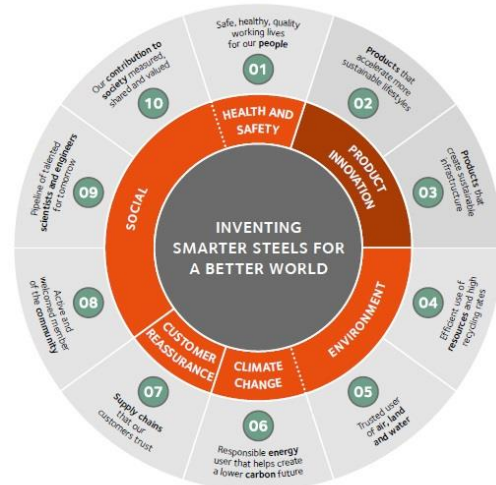 INVENTING
SMARTER STEELS FOR
A BETTER WORLD
HEALTH AND
SAFETY
PRODUCT
INNOVATION
ENVIRONMENT
CLIMATE
CHANGE
CUSTOMER
REASSURANCE
SOCIAL
Safe, healthy, quality
working lives
for our people
01
Products that
accelerate more
sustainable lifestyles
02
Products that
create sustainable
infrastructure
03
Efficient use of
resources and high
recycling rates
04
Trusted user
of air, land
and water
05
Responsible energy
user that helps create
a lower carbon future
06
Supply chains
that our
customers trust
07
Active and
welcomed member
of the community
08
Pipeline of talented
scientists and engineers
for tomorrow
09
Our contribution to
society measured,
shared and valued
10